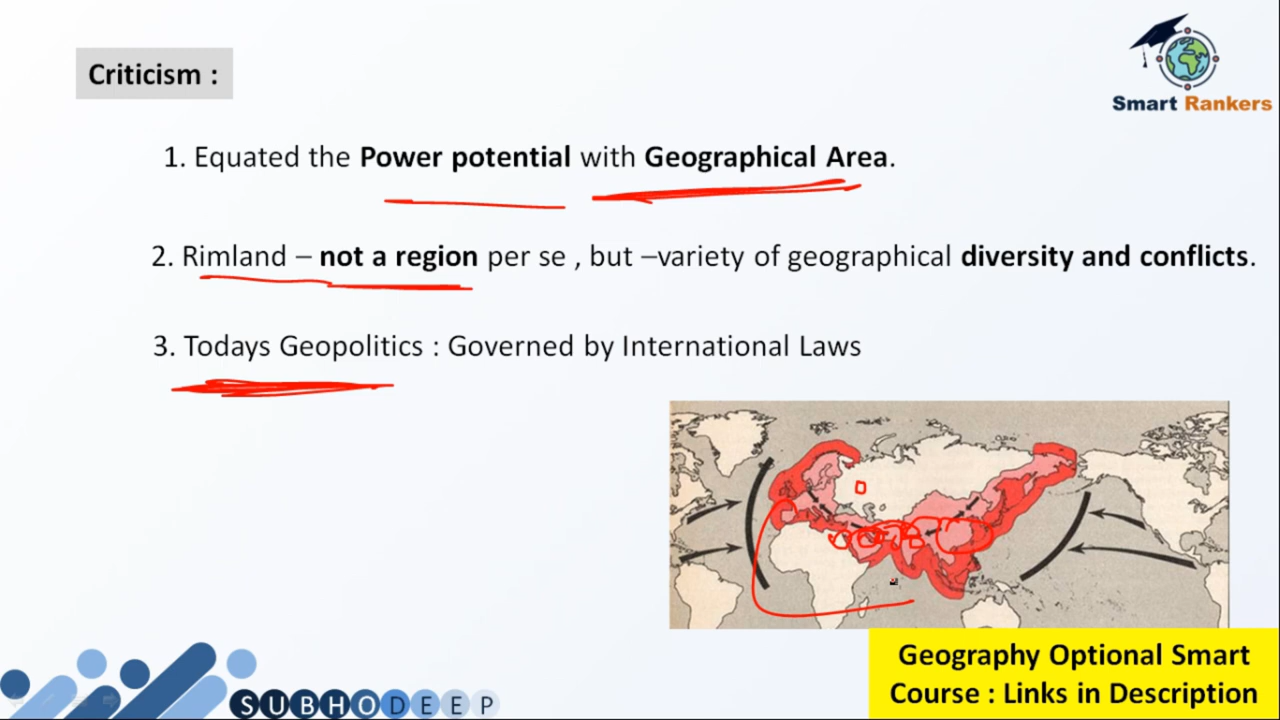 Criticism :
Smart Rankers
1. Equated the Power potential with Geographical Area.
2. Rimland – not a region per se , but –variety of geographical diversity and conflicts.
3. Todays Geopolitics : Governed by International Laws
Geography Optional Smart
Course : Links in Description
SUBHODEEP